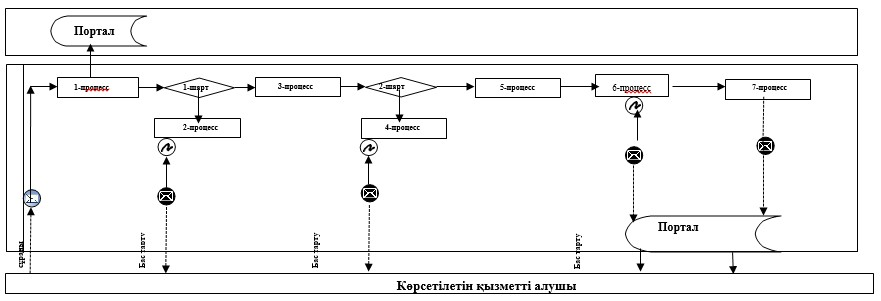 Портал
1-процесс
1-шарт
3-процесс
2-шарт
5-процесс
6-процесс
7-процесс
2-процесс
4-процесс
Портал
Бас тарту
Бас тарту
Бас тарту
Көрсетілетін қызметті алушы